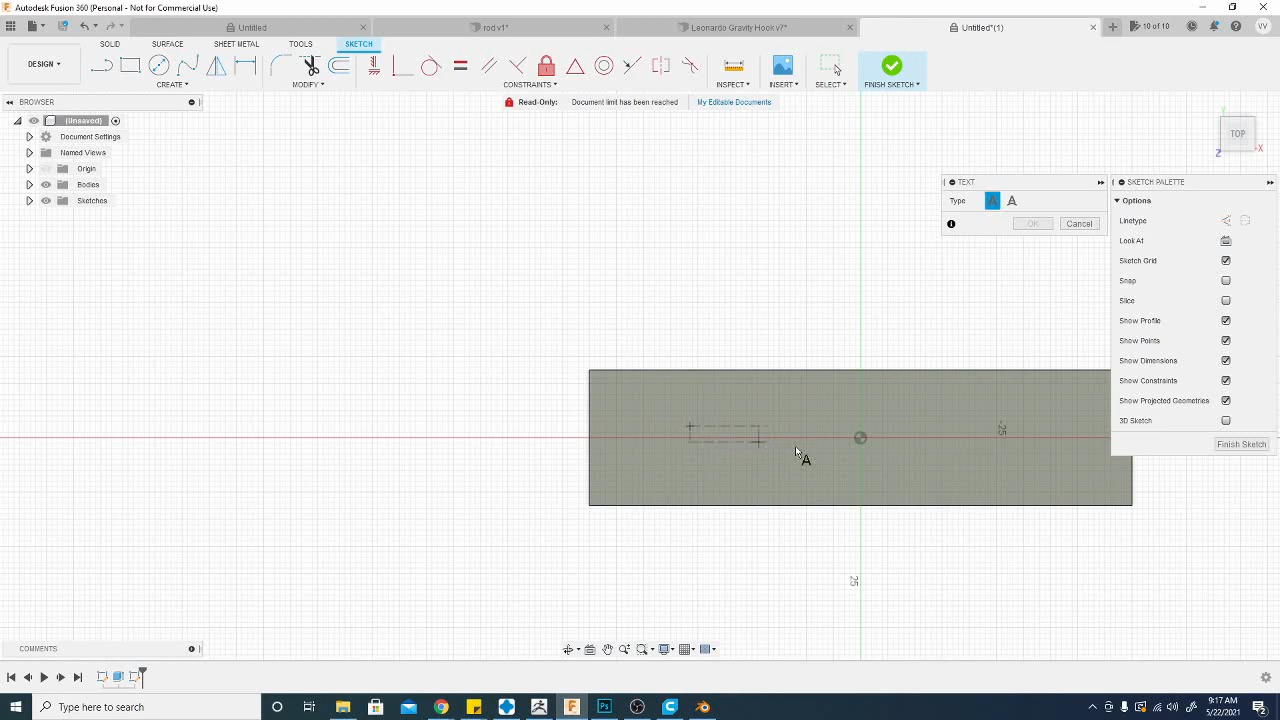 Autodesk Fusion 360 (Personal - Not for Commercial Use)
Untitled
rod v1*
Leonardo Gravity Hook v7*
Untitled*(1)
10 of 10
VV
DESIGN
SURFACE
SHEET METAL
TOOLS
SKETCH
CREATE
MODIFY
CONSTRAINTS
INSPECT
INSERT
SELECT
FINISH SKETCH
BROWSER
Read-Only:
Document limit has been reached
My Editable Documents
(Unsaved)
Document Settings
Named Views
Origin
Bodies
Sketches
Y
TOP
Z
-X
TEXT
Type
OK
Cancel
SKETCH PALETTE
Options
Linetype
Look At
Sketch Grid
Snap
Slice
Show Profile
Show Points
Show Dimensions
Show Constraints
Show Projected Geometries
3D Sketch
Finish Sketch
-25
25
A
COMMENTS
Type here to search
9:17 AM
5/22/2021